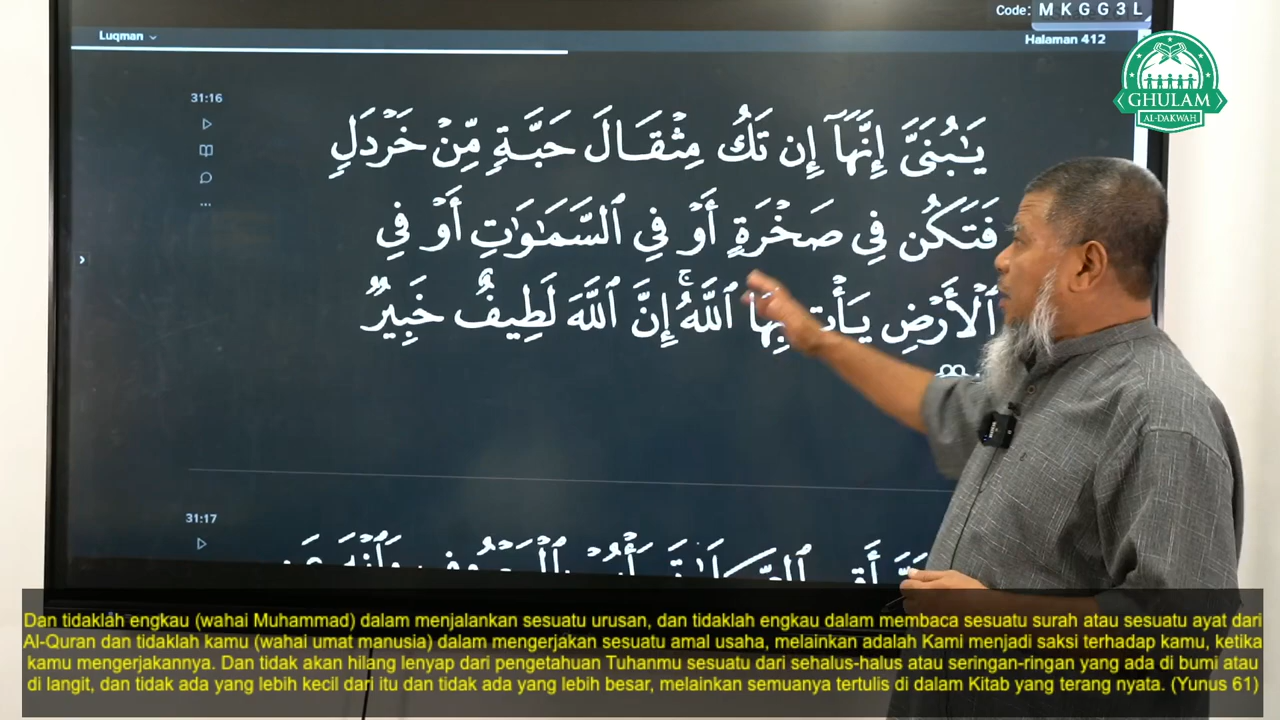 Code: M K G G 3 L
Luqman
Halaman 412
GHULAM
AL-DAKWAH
31:16
يَـٰبُنَىَّ إِنَّهَآ إِن تَكُ مِثْقَالَ حَبَّةٍ مِّنْ خَرْدَلٍ
فَتَكُن فِى صَخْرَةٍ أَوْ فِى ٱلسَّمَـٰوَٰتِ أَوْ فِى
ٱلْأَرْضِ يَأْتِ بِهَا ٱللَّهُ ۚ إِنَّ ٱللَّهَ لَطِيفٌ خَبِيرٌ
31:17
Dan tidaklah engkau (wahai Muhammad) dalam menjalankan sesuatu urusan, dan tidaklah engkau dalam membaca sesuatu surah atau sesuatu ayat dari
Al-Quran dan tidaklah kamu (wahai umat manusia) dalam mengerjakan sesuatu amal usaha, melainkan adalah Kami menjadi saksi terhadap kamu, ketika
kamu mengerjakannya. Dan tidak akan hilang lenyap dari pengetahuan Tuhanmu sesuatu dari sehalus-halus atau seringan-ringan yang ada di bumi atau
di langit, dan tidak ada yang lebih kecil dari itu dan tidak ada yang lebih besar, melainkan semuanya tertulis di dalam Kitab yang terang nyata. (Yunus 61)